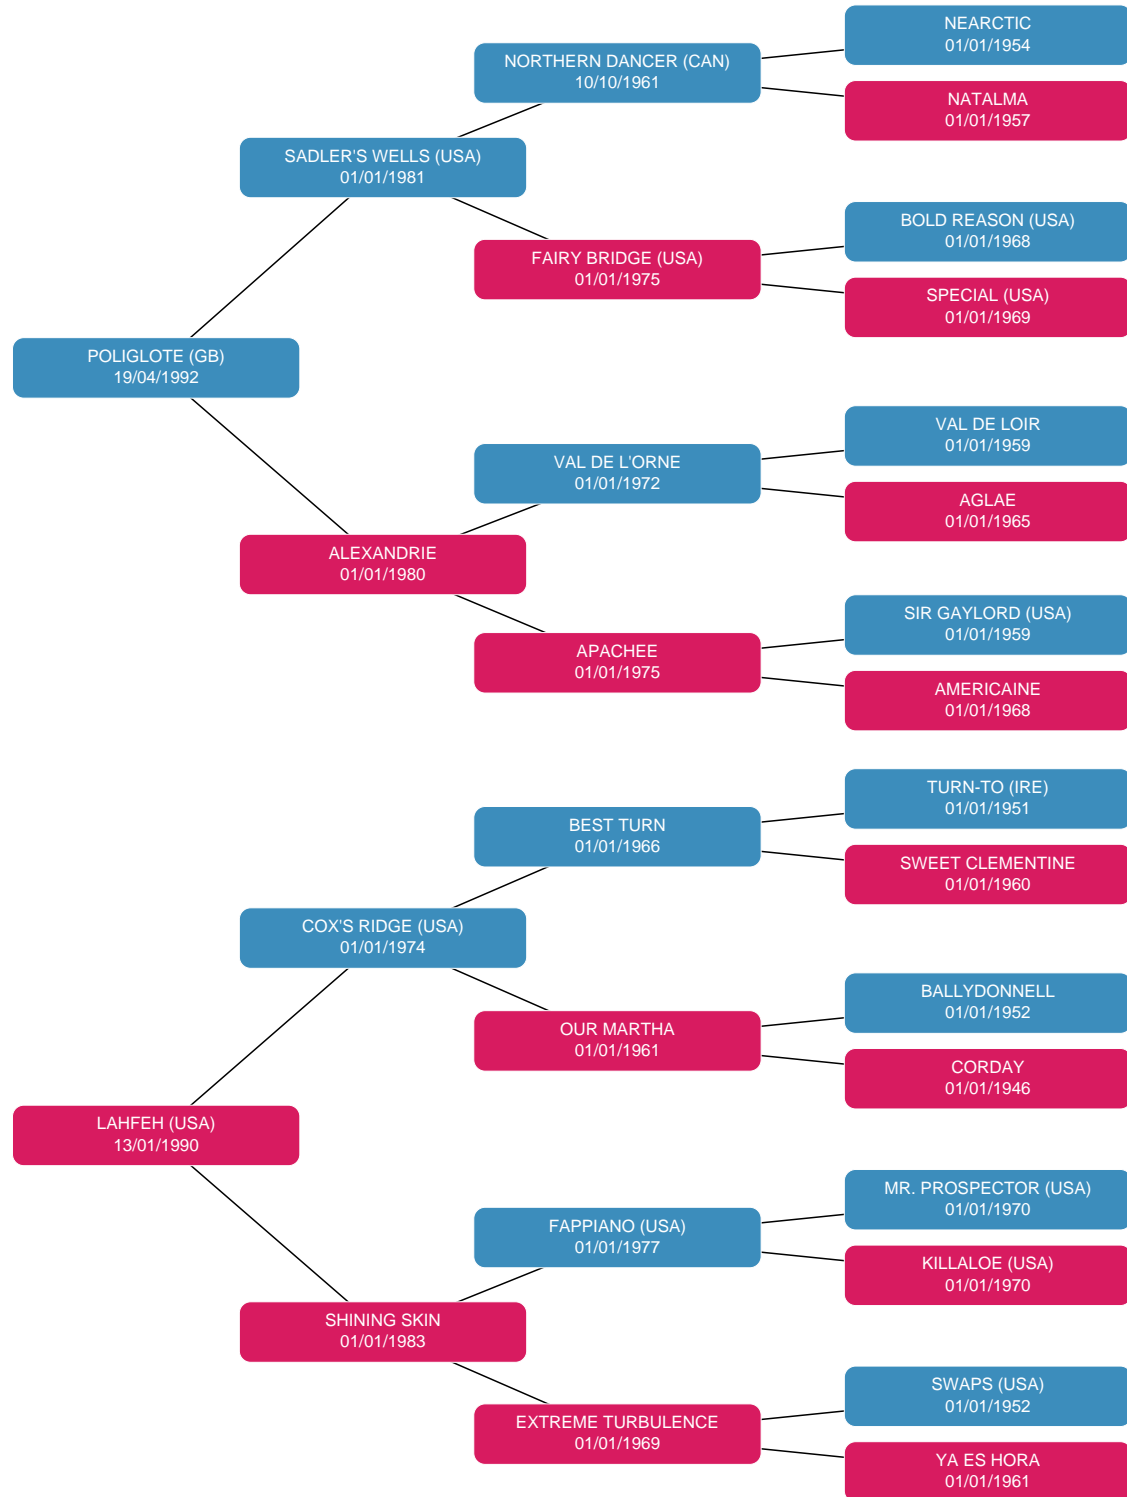 NEARCTIC
01/01/1954
NORTHERN DANCER (CAN)
10/10/1961
NATALMA
01/01/1957
SADLER'S WELLS (USA)
01/01/1981
BOLD REASON (USA)
01/01/1968
FAIRY BRIDGE (USA)
01/01/1975
SPECIAL (USA)
01/01/1969
POLIGLOTE (GB)
19/04/1992
VAL DE LOIR
01/01/1959
VAL DE L'ORNE
01/01/1972
AGLAE
01/01/1965
ALEXANDRIE
01/01/1980
SIR GAYLORD (USA)
01/01/1959
APACHEE
01/01/1975
AMERICAINE
01/01/1968
TURN-TO (IRE)
01/01/1951
BEST TURN
01/01/1966
SWEET CLEMENTINE
01/01/1960
COX'S RIDGE (USA)
01/01/1974
BALLYDONNELL
01/01/1952
OUR MARTHA
01/01/1961
CORDAY
01/01/1946
LAHFEH (USA)
13/01/1990
MR. PROSPECTOR (USA)
01/01/1970
FAPPIANO (USA)
01/01/1977
KILLALOE (USA)
01/01/1970
SHINING SKIN
01/01/1983
SWAPS (USA)
01/01/1952
EXTREME TURBULENCE
01/01/1969
YA ES HORA
01/01/1961